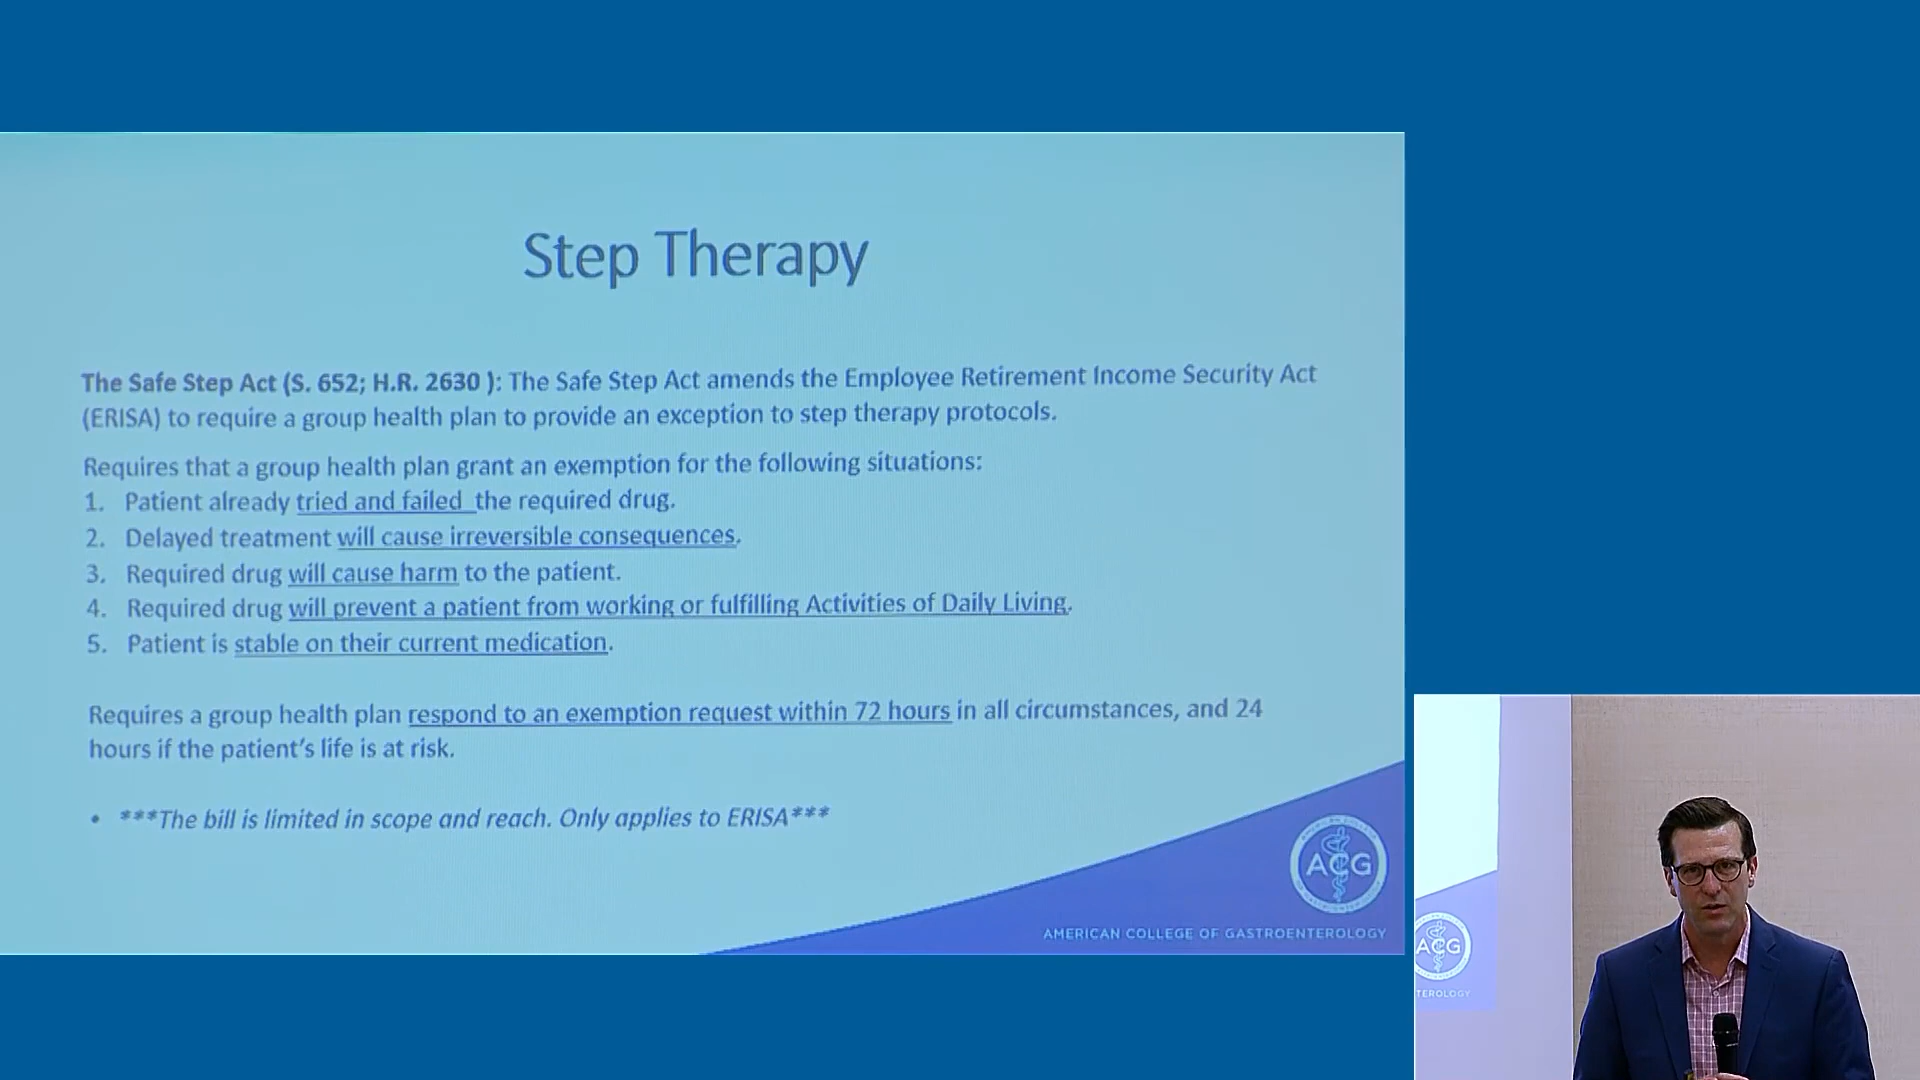 Step Therapy
The Safe Step Act (S. 652; H.R. 2630 ): The Safe Step Act amends the Employee Retirement Income Security Act
(ERISA) to require a group health plan to provide an exception to step therapy protocols.
Requires that a group health plan grant an exemption for the following situations:
1. Patient already tried and failed the required drug.
2. Delayed treatment will cause irreversible consequences.
3. Required drug will cause harm to the patient.
4. Required drug will prevent a patient from working or fulfilling Activities of Daily Living.
5. Patient is stable on their current medication.
Requires a group health plan respond to an exemption request within 72 hours in all circumstances, and 24
hours if the patient's life is at risk.
• ***The bill is limited in scope and reach. Only applies to ERISA***
ACG
AMERICAN COLLEGE OF GASTROENTEROLOGY
ACG
TEROLOGY